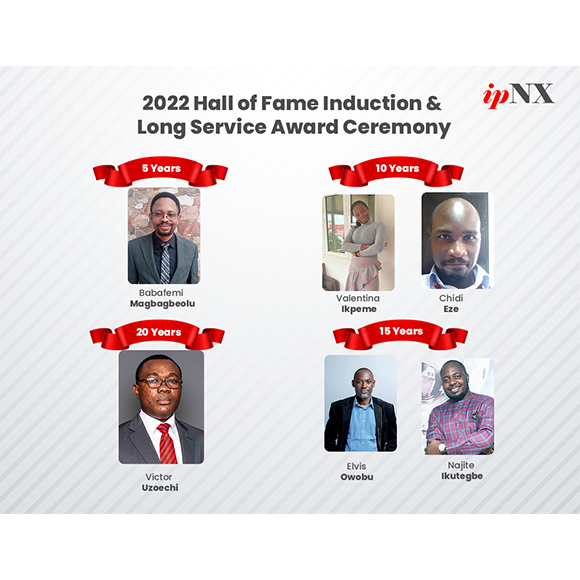 ipNX
2022 Hall of Fame Induction &
Long Service Award Ceremony
5 Years
Babafemi
Magbagbeolu
10 Years
Valentina
Ikpeme
Chidi
Eze
20 Years
Victor
Uzoechi
15 Years
Elvis
Owobu
Najite
Ikutegbe